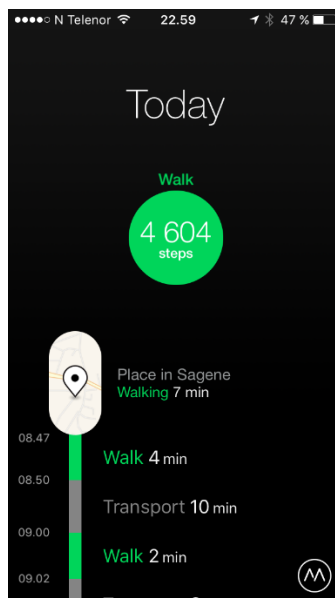 N Telenor 22.59 47 %
Today
Walk
4 604
steps
Place in Sagene
Walking 7 min
08.47
Walk 4 min
08.50
Transport 10 min
09.00
Walk 2 min
09.02